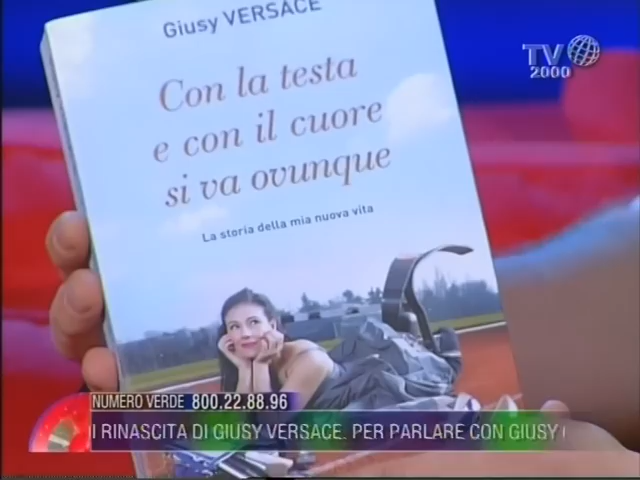 Giusy VERSACE
TV
2000
Con la testa
e con il cuore
si va ovunque
La storia della mia nuova vita
NUMERO VERDE 800.22.88.96
I RINASCITA DI GIUSY VERSACE. PER PARLARE CON GIUSY